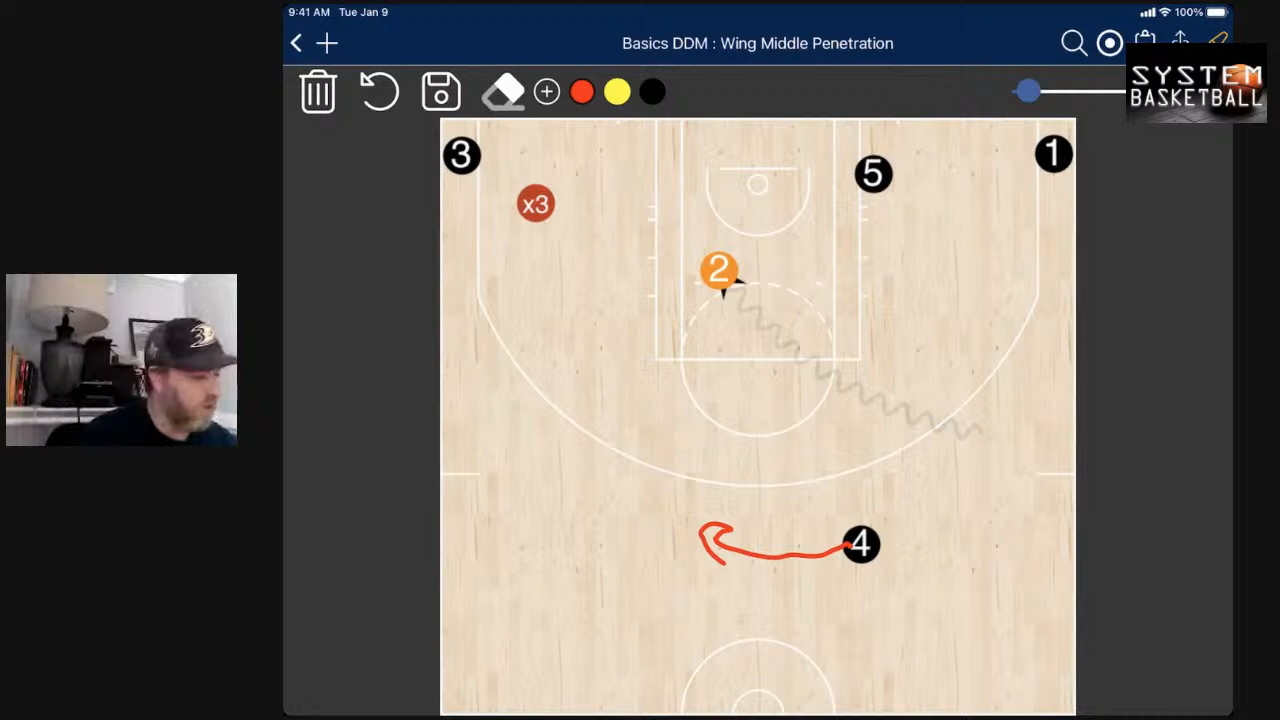 9:41 AM Tue Jan 9
100%
Basics DDM : Wing Middle Penetration
SYSTEM
BASKETBALL
3
5
1
x3
2
4